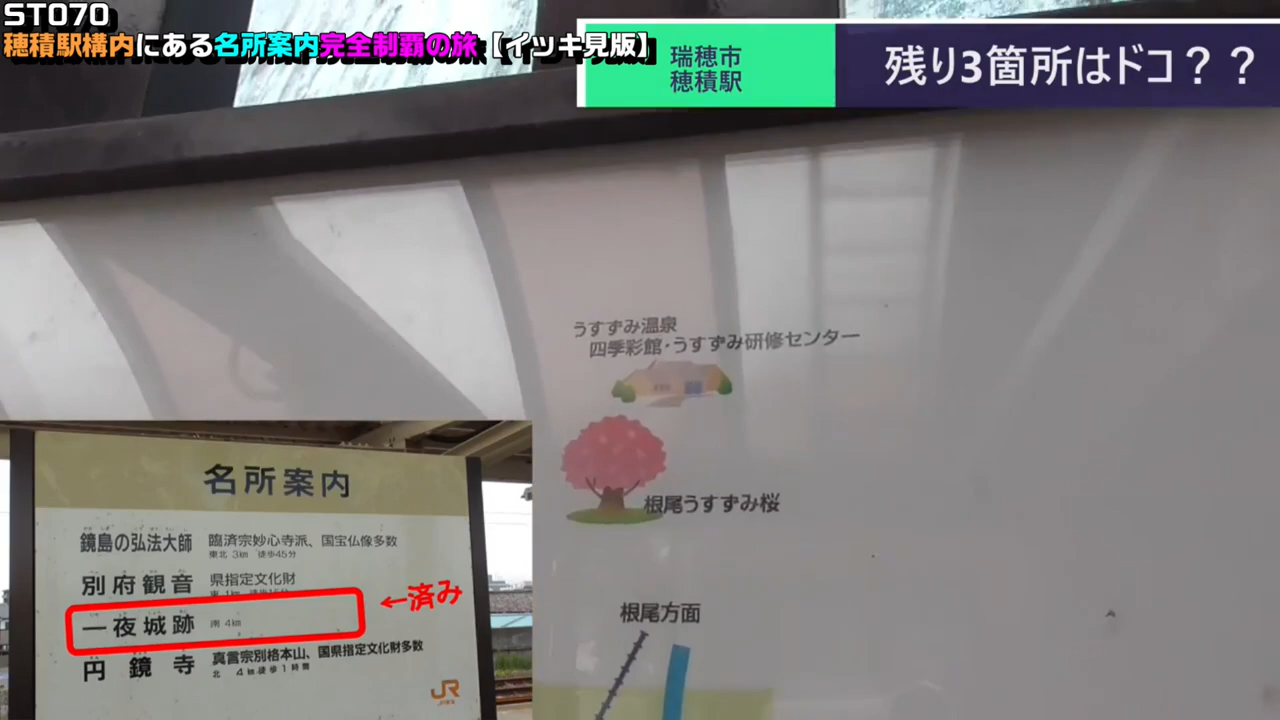 ST070
穂積駅構内にある名所案内完全制覇の旅【イッキ見版】
瑞穂市
穂積駅
残り3箇所はドコ？？
うすずみ温泉
四季彩館・うすずみ研修センター
根尾うすずみ桜
根尾方面
名所案内
鏡島の弘法大師 臨済宗妙心寺派、国宝仏像多数
東北 3km 徒歩45分
別府観音 県指定文化財
一夜城跡 南 4km
←済み
円鏡寺 真言宗別格本山、国県指定文化財多数
北 4km 徒歩1時間
JR